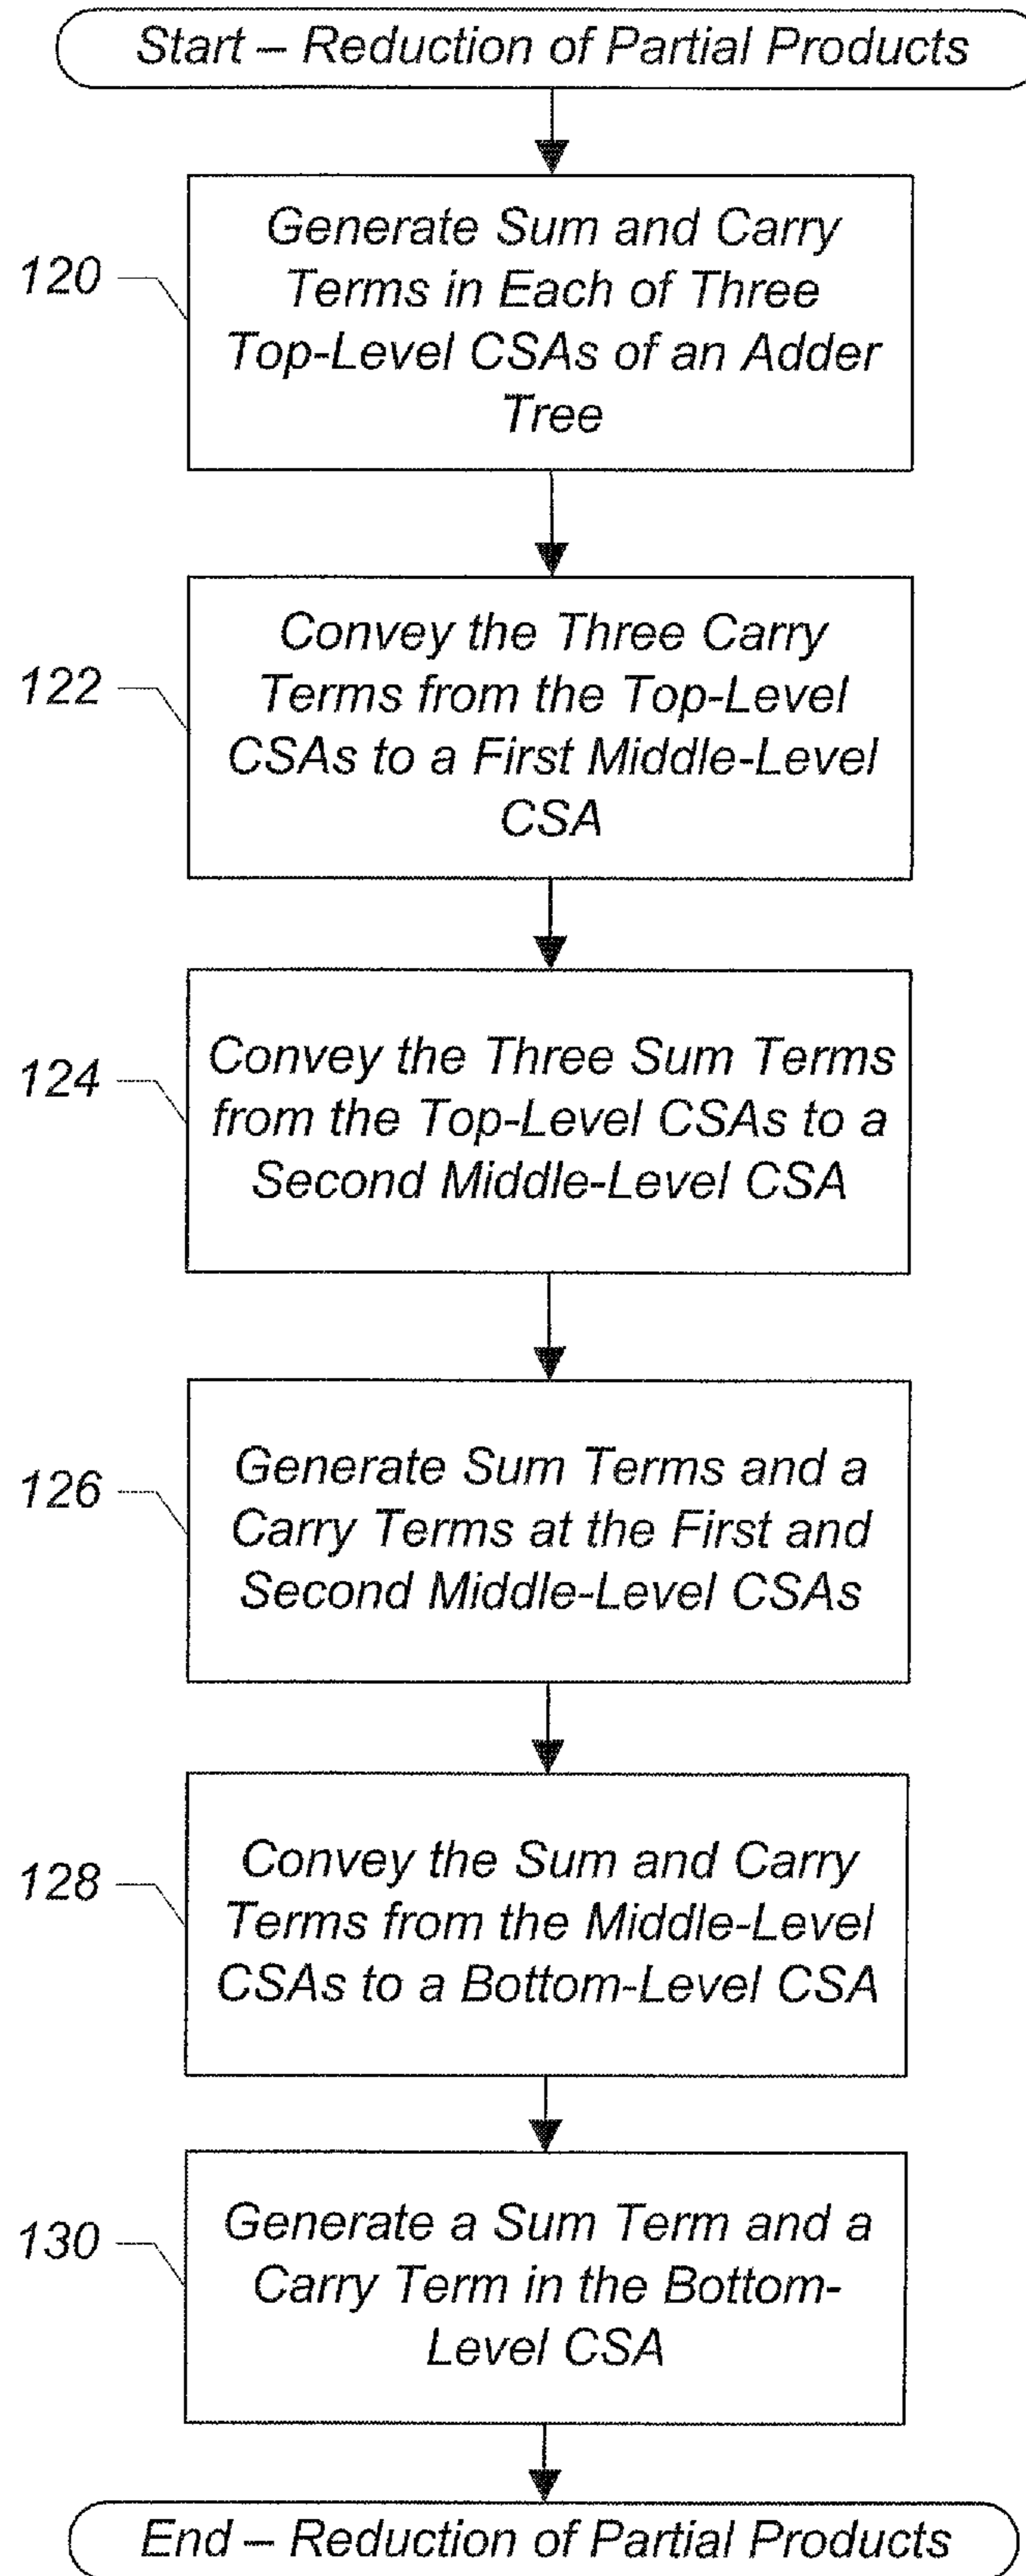 Start – Reduction of Partial Products
120
Generate Sum and Carry
Terms in Each of Three
Top-Level CSAs of an Adder
Tree
122
Convey the Three Carry
Terms from the Top-Level
CSAs to a First Middle-Level
CSA
124
Convey the Three Sum Terms
from the Top-Level CSAs to a
Second Middle-Level CSA
126
Generate Sum Terms and a
Carry Terms at the First and
Second Middle-Level CSAs
128
Convey the Sum and Carry
Terms from the Middle-Level
CSAs to a Bottom-Level CSA
130
Generate a Sum Term and a
Carry Term in the Bottom-
Level CSA
End – Reduction of Partial Products